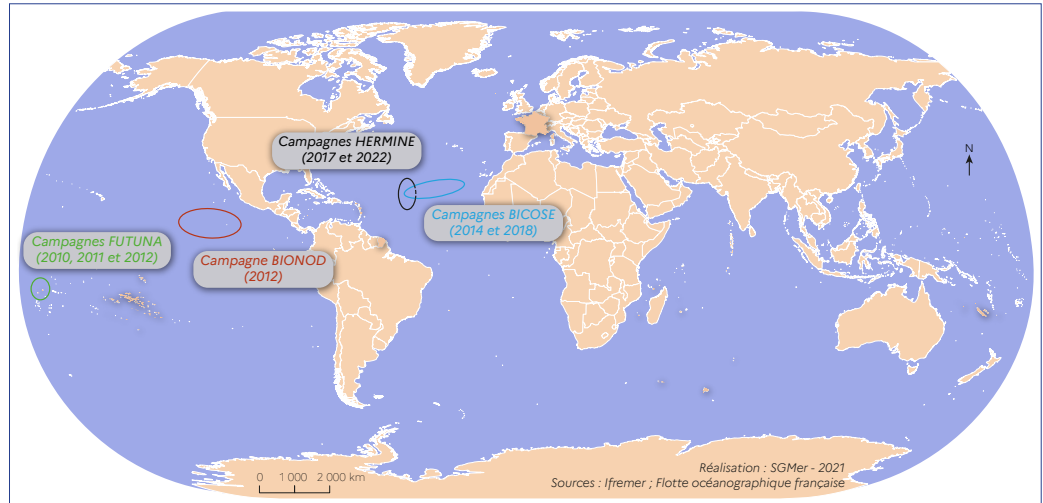 Campagnes HERMINE
(2017 et 2022)
N
Campagnes BICOSE
(2014 et 2018)
Campagnes FUTUNA
(2010, 2011 et 2012)
Campagne BIONOD
(2012)
Réalisation : SGMer - 2021
Sources : Ifremer ; Flotte océanographique française
0 1 000 2 000 km